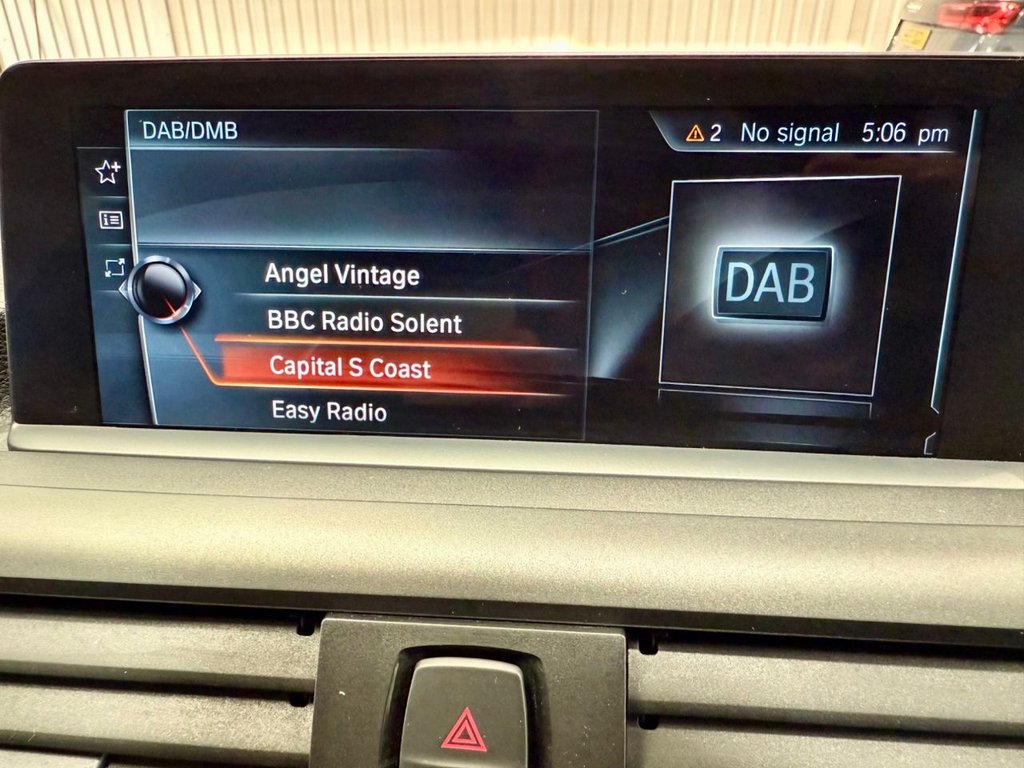 DAB/DMB
2 No signal 5:06 pm
Angel Vintage
BBC Radio Solent
Capital S Coast
Easy Radio
DAB